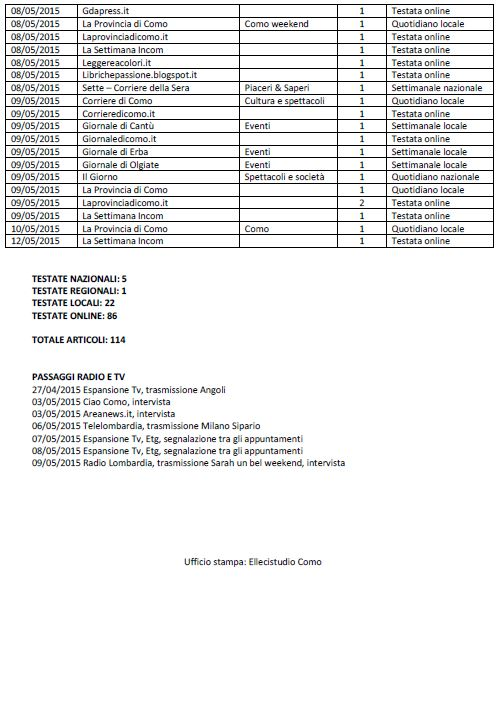 08/05/2015 Gdapress.it 1 Testata online
08/05/2015 La Provincia di Como Como weekend 1 Quotidiano locale
08/05/2015 Laprovinciadicomo.it 1 Testata online
08/05/2015 La Settimana Incom 1 Testata online
08/05/2015 Leggereacolori.it 1 Testata online
08/05/2015 Librichepassione.blogspot.it 1 Testata online
08/05/2015 Sette – Corriere della Sera Piaceri & Saperi 1 Settimanale nazionale
09/05/2015 Corriere di Como Cultura e spettacoli 1 Quotidiano locale
09/05/2015 Corrieredicomo.it 1 Testata online
09/05/2015 Giornale di Cantù Eventi 1 Settimanale locale
09/05/2015 Giornaledicomo.it 1 Testata online
09/05/2015 Giornale di Erba Eventi 1 Settimanale locale
09/05/2015 Giornale di Olgiate Eventi 1 Settimanale locale
09/05/2015 Il Giorno Spettacoli e società 1 Quotidiano nazionale
09/05/2015 La Provincia di Como 1 Quotidiano locale
09/05/2015 Laprovinciadicomo.it 2 Testata online
09/05/2015 La Settimana Incom 1 Testata online
10/05/2015 La Provincia di Como Como 1 Quotidiano locale
12/05/2015 La Settimana Incom 1 Testata online
TESTATE NAZIONALI: 5
TESTATE REGIONALI: 1
TESTATE LOCALI: 22
TESTATE ONLINE: 86
TOTALE ARTICOLI: 114
PASSAGGI RADIO E TV
27/04/2015 Espansione Tv, trasmissione Angoli
03/05/2015 Ciao Como, intervista
03/05/2015 Areanews.it, intervista
06/05/2015 Telelombardia, trasmissione Milano Sipario
07/05/2015 Espansione Tv, Etg, segnalazione tra gli appuntamenti
08/05/2015 Espansione Tv, Etg, segnalazione tra gli appuntamenti
09/05/2015 Radio Lombardia, trasmissione Sarah un bel weekend, intervista
Ufficio stampa: Ellecistudio Como